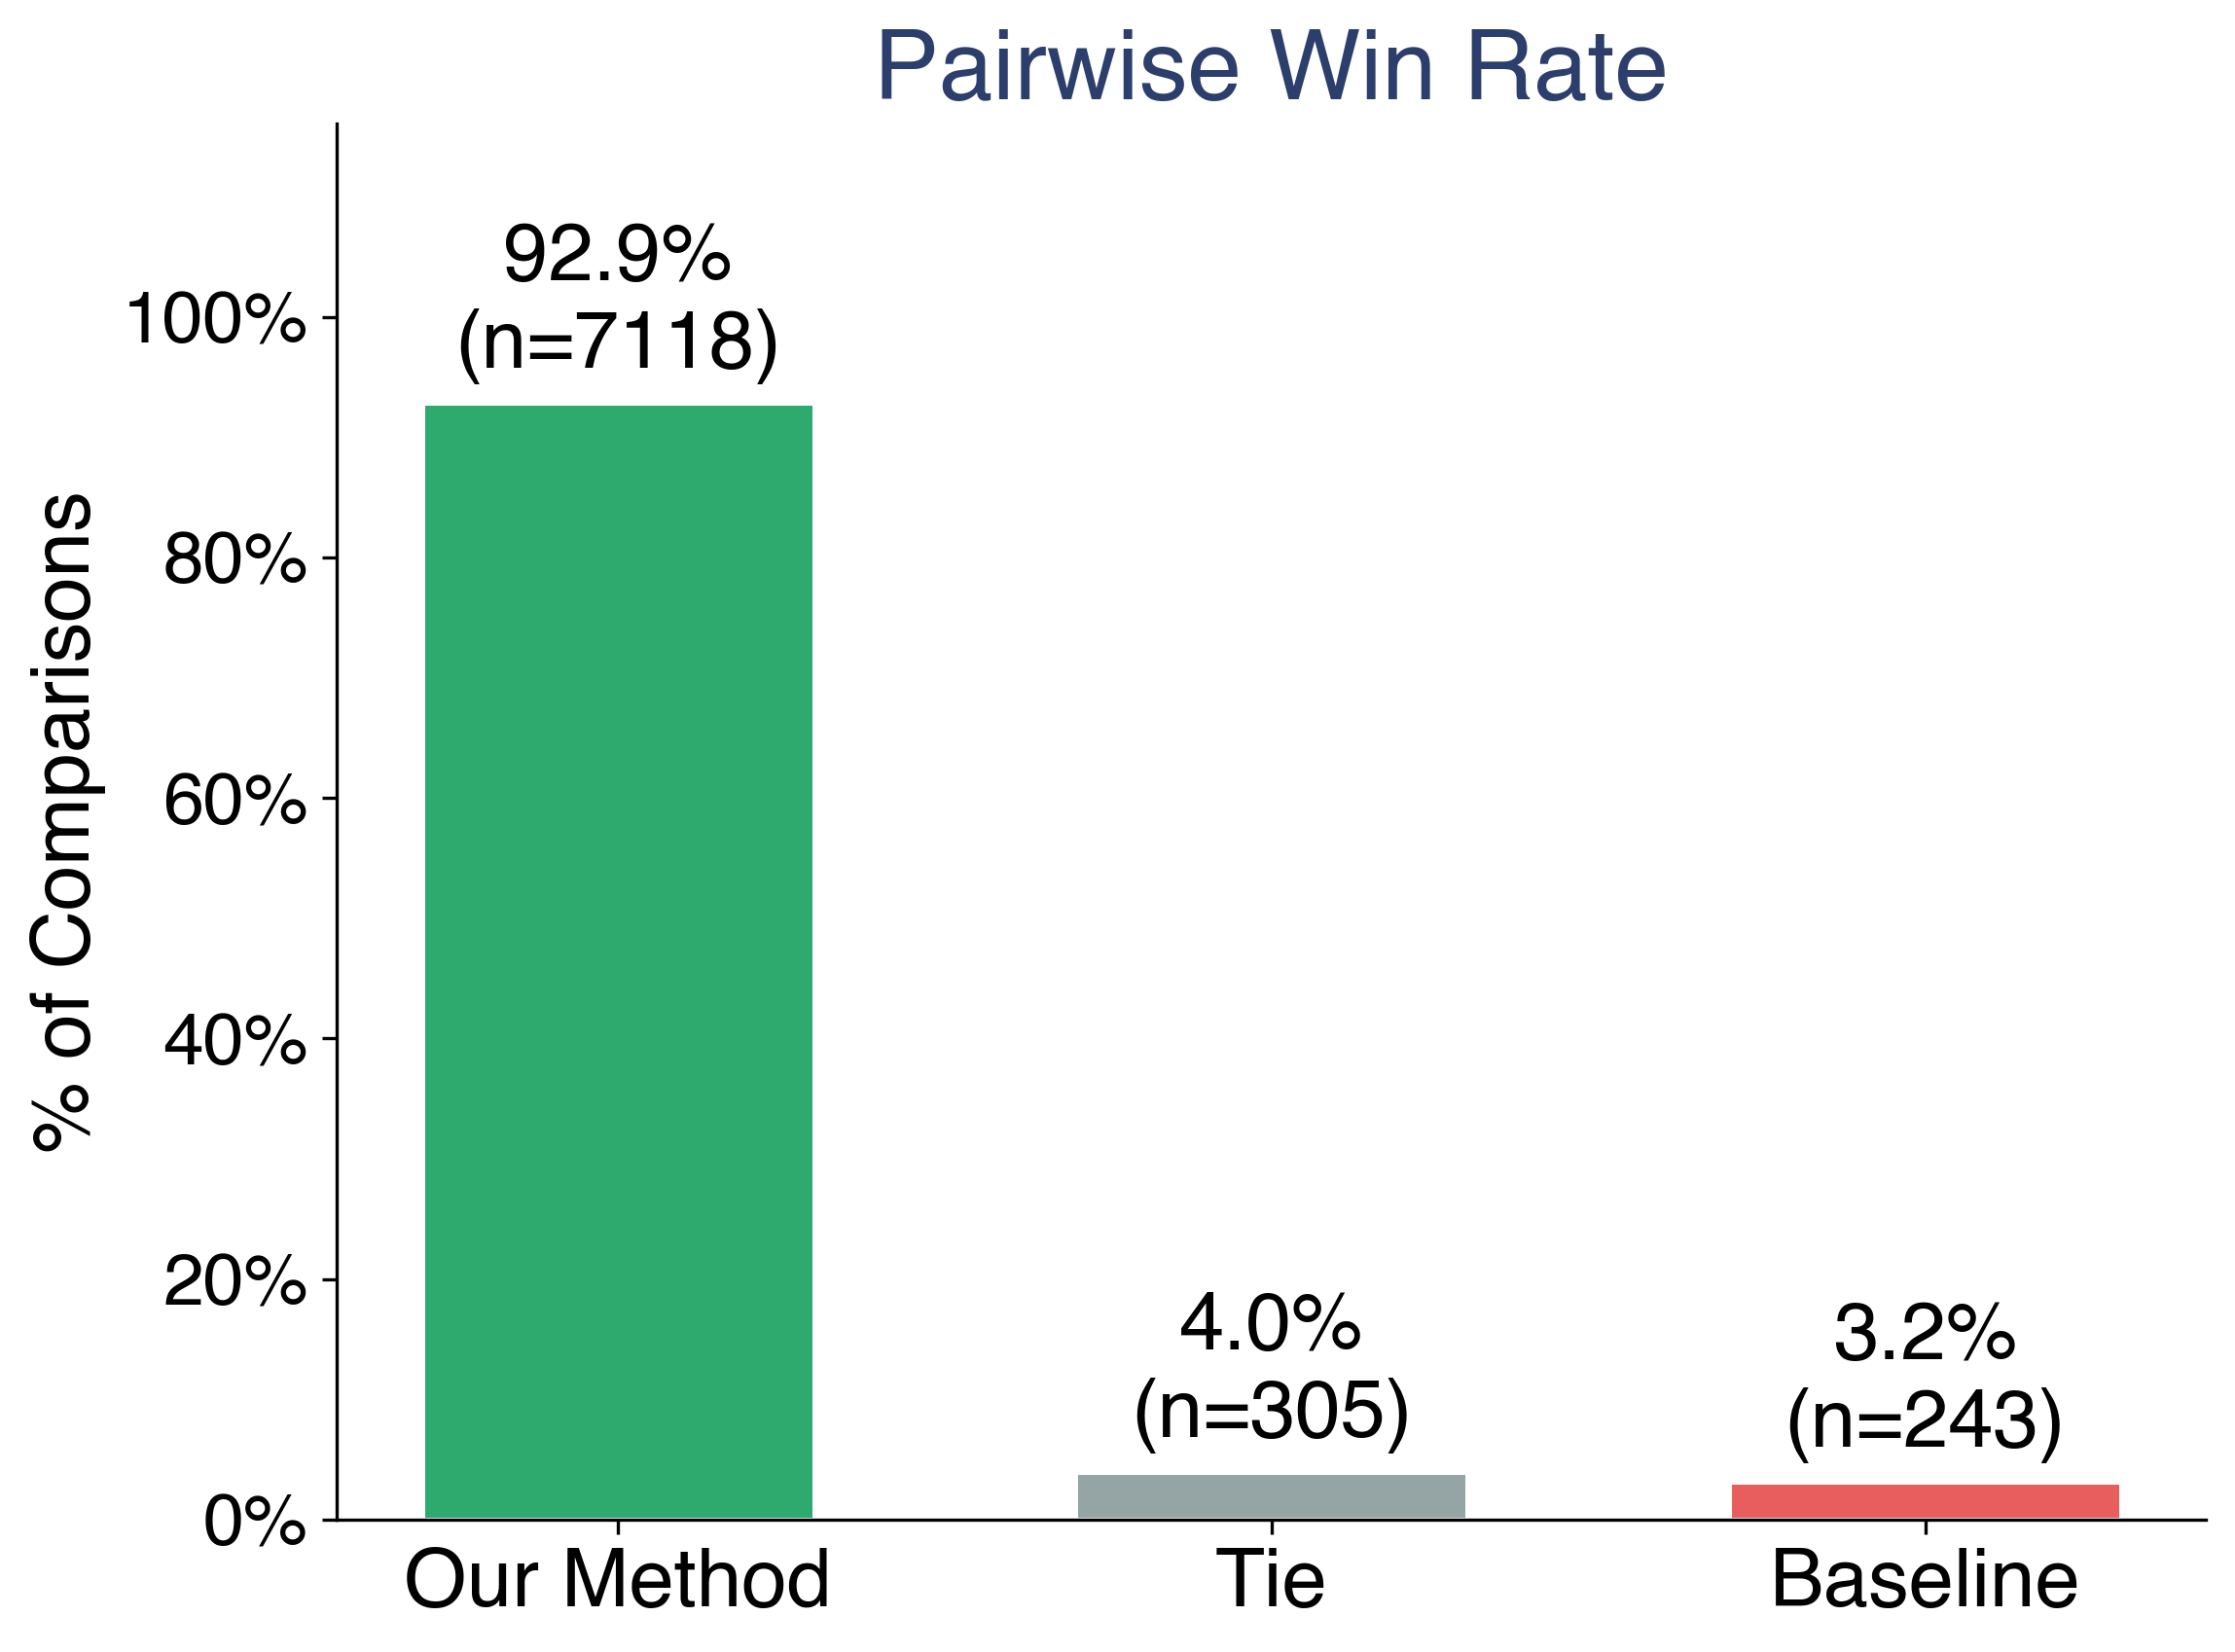 Pairwise Win Rate
% of Comparisons
100%
80%
60%
40%
20%
0%
92.9%
(n=7118)
4.0%
(n=305)
3.2%
(n=243)
Our Method
Tie
Baseline